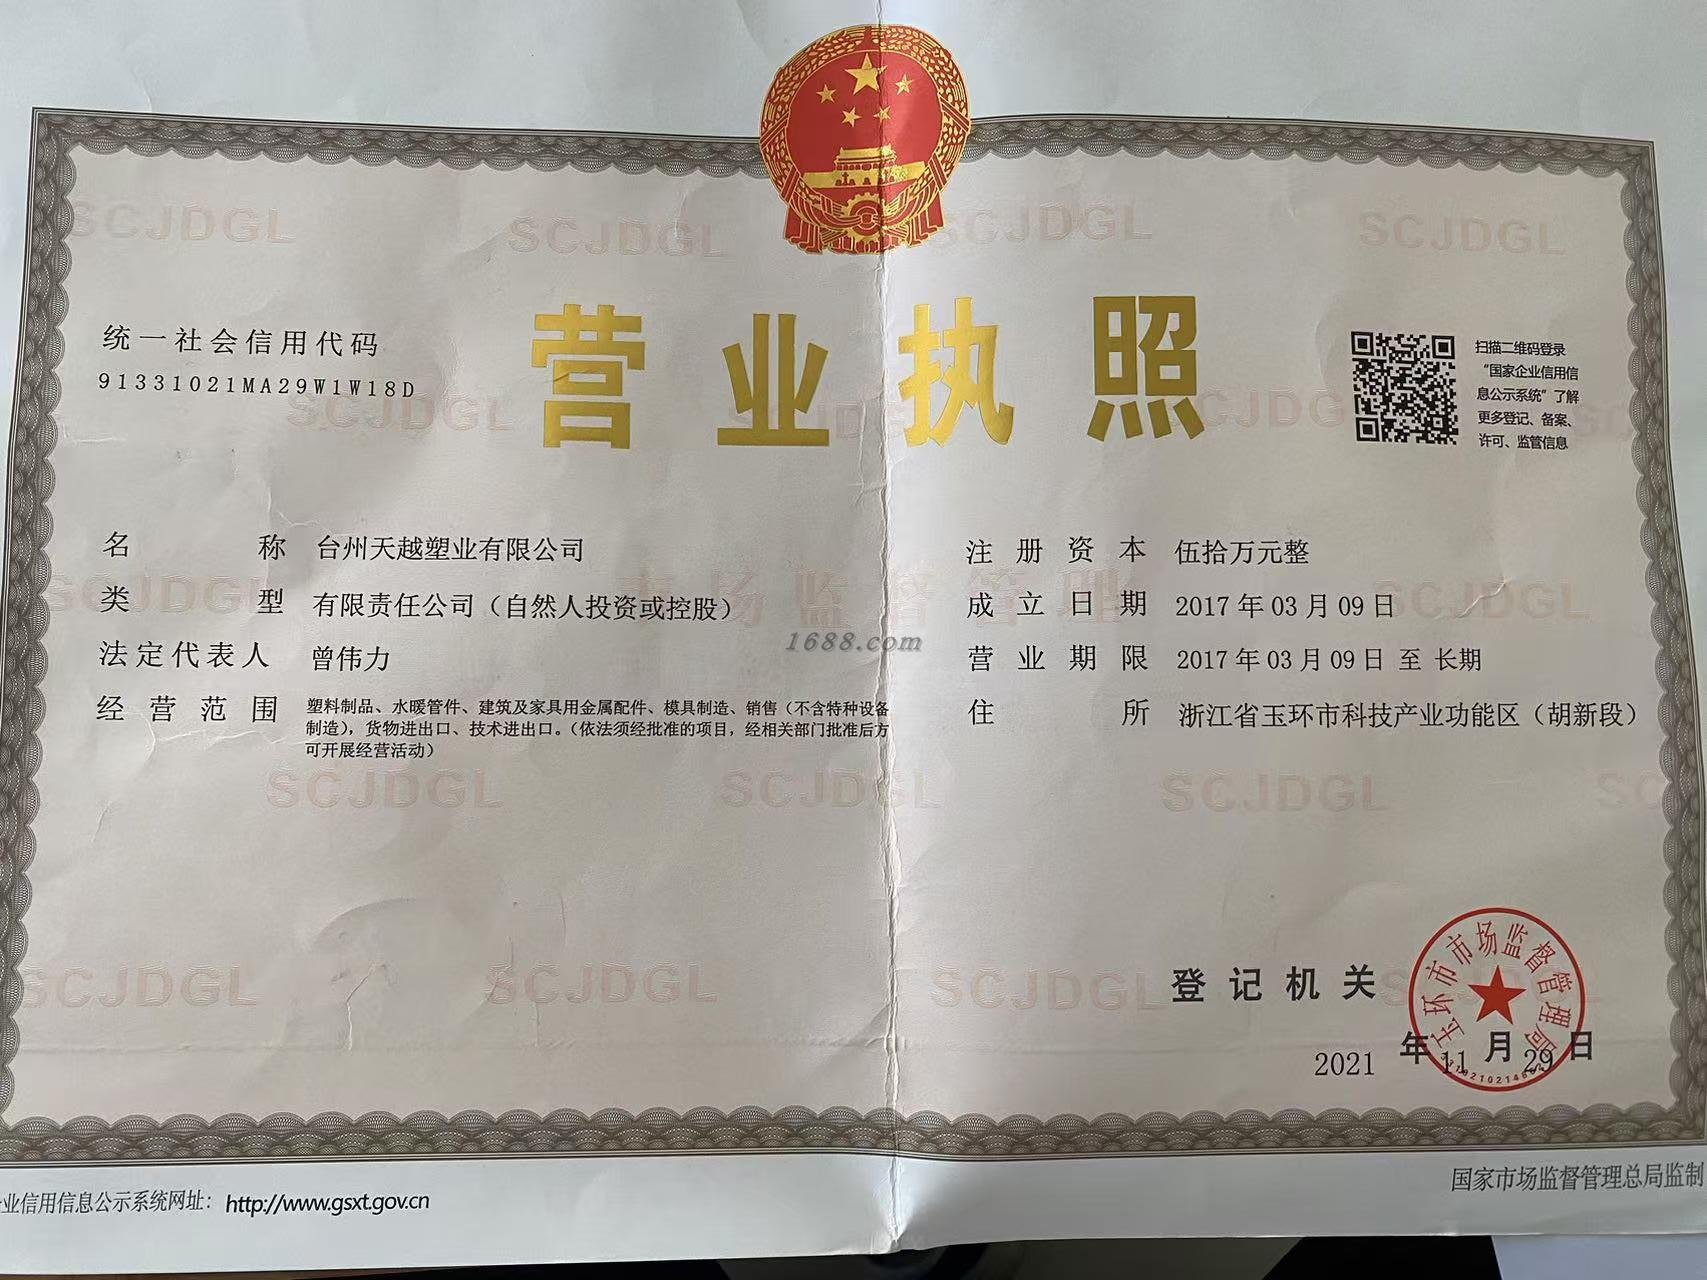 营业执照
统一社会信用代码
91331021MA29W1W18D
扫描二维码登录
“国家企业信用信
息公示系统”了解
更多登记、备案、
许可、监管信息
名称 台州天越塑业有限公司
类型 有限责任公司（自然人投资或控股）
法定代表人 曾伟力
经营范围 塑料制品、水暖管件、建筑及家具用金属配件、模具制造、销售（不含特种设备
制造），货物进出口、技术进出口。（依法须经批准的项目，经相关部门批准后方
可开展经营活动）
注册资本 伍拾万元整
成立日期 2017年03月09日
营业期限 2017年03月09日 至 长期
住所 浙江省玉环市科技产业功能区（胡新段）
1688.com
SCJDGL
市场监督管理
登记机关
玉环市市场监督管理局
2021年11月29日
业信用信息公示系统网址：http://www.gsxt.gov.cn
国家市场监督管理总局监制